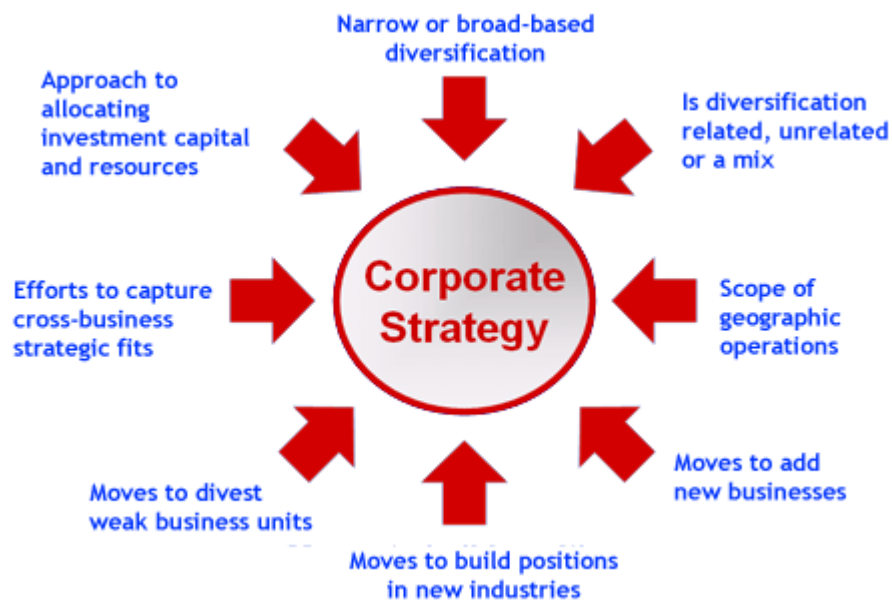 Narrow or broad-based
diversification
Approach to
allocating
investment capital
and resources
Is diversification
related, unrelated
or a mix
Corporate
Strategy
Efforts to capture
cross-business
strategic fits
Scope of
geographic
operations
Moves to divest
weak business units
Moves to add
new businesses
Moves to build positions
in new industries